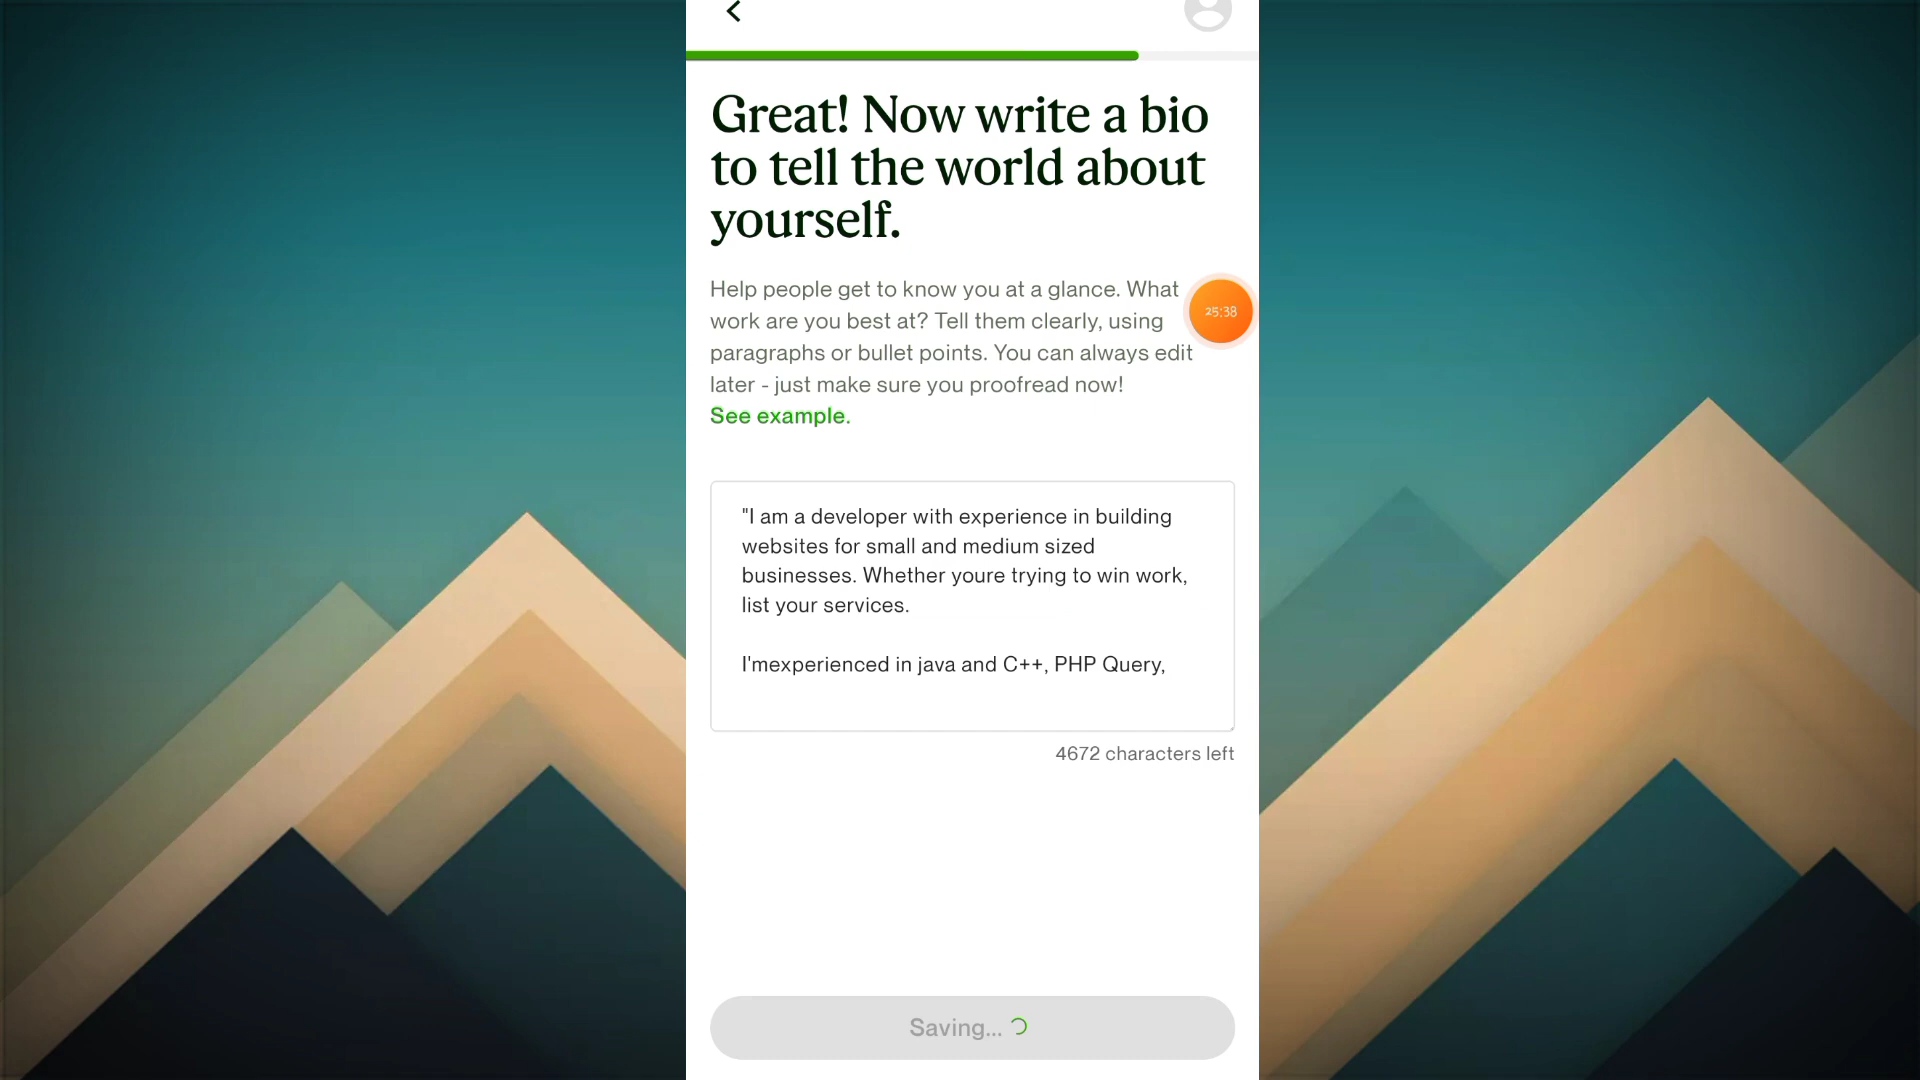 Great! Now write a bio
to tell the world about
yourself.
Help people get to know you at a glance. What
work are you best at? Tell them clearly, using
paragraphs or bullet points. You can always edit
later - just make sure you proofread now!
See example.
25:38
"I am a developer with experience in building
websites for small and medium sized
businesses. Whether youre trying to win work,
list your services.
I'mexperienced in java and C++, PHP Query,
4672 characters left
Saving...